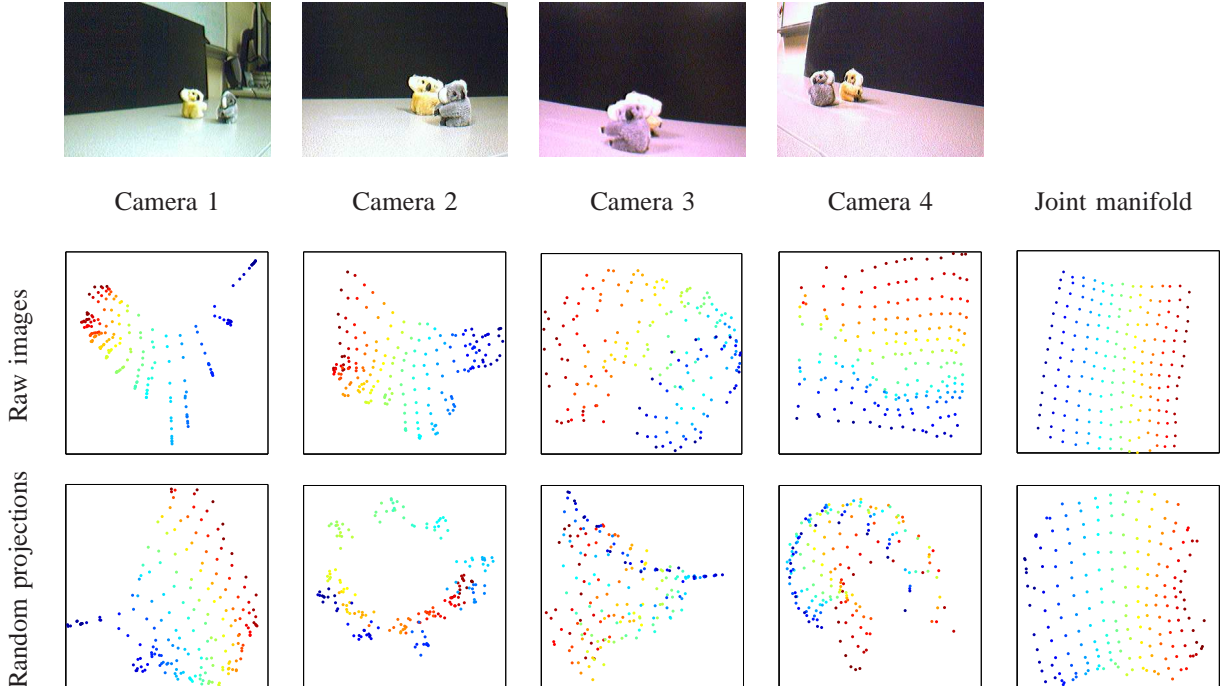 Camera 1
Camera 2
Camera 3
Camera 4
Joint manifold
Raw images
Random projections